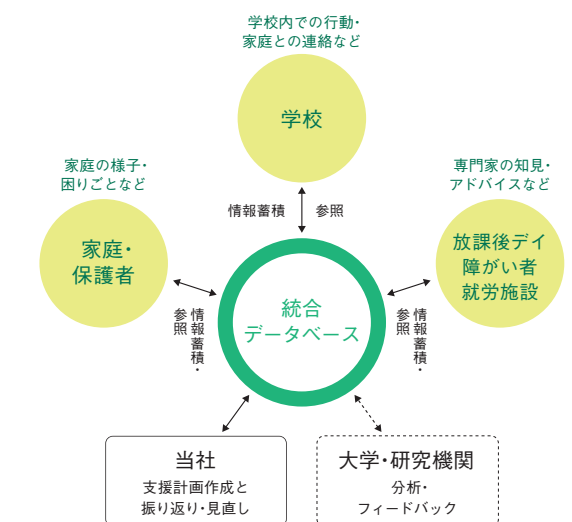 学校内での行動・
家庭との連絡など
学校
家庭の様子・
困りごとなど
専門家の知見・
アドバイスなど
情報蓄積
参照
家庭・
保護者
放課後デイ
障がい者
就労施設
統合
データベース
情報蓄積・
参照
情報蓄積・
参照
当社
支援計画作成と
振り返り・見直し
大学・研究機関
分析・
フィードバック